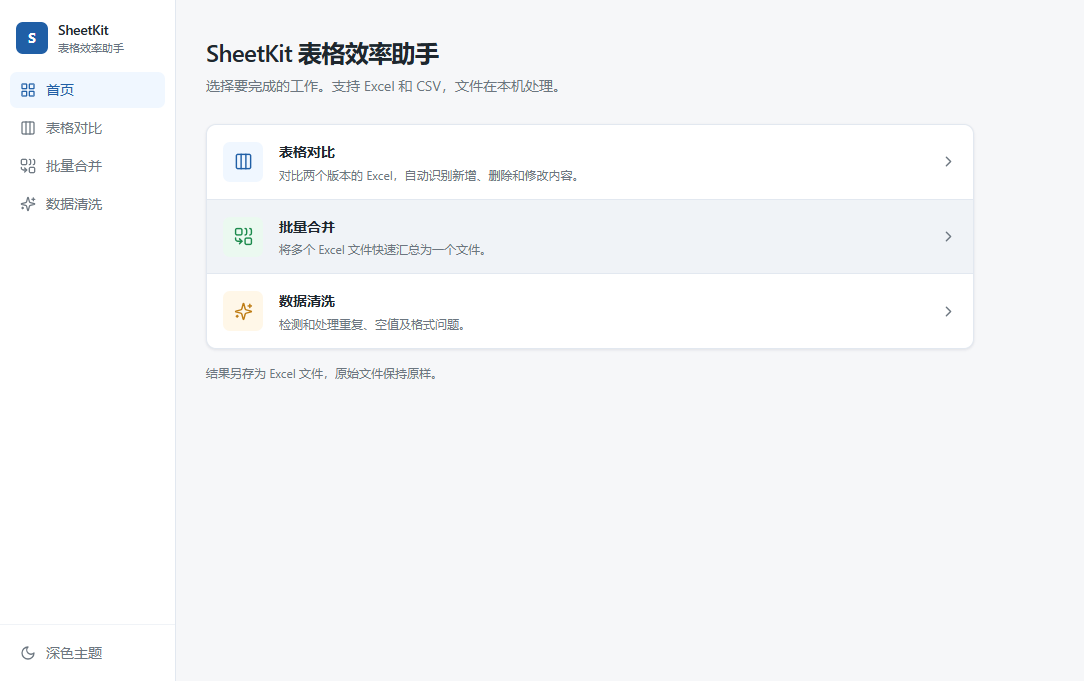 S
SheetKit
表格效率助手
首页
表格对比
批量合并
数据清洗
深色主题
SheetKit 表格效率助手
选择要完成的工作。支持 Excel 和 CSV，文件在本机处理。
表格对比
对比两个版本的 Excel，自动识别新增、删除和修改内容。
批量合并
将多个 Excel 文件快速汇总为一个文件。
数据清洗
检测和处理重复、空值及格式问题。
结果另存为 Excel 文件，原始文件保持原样。